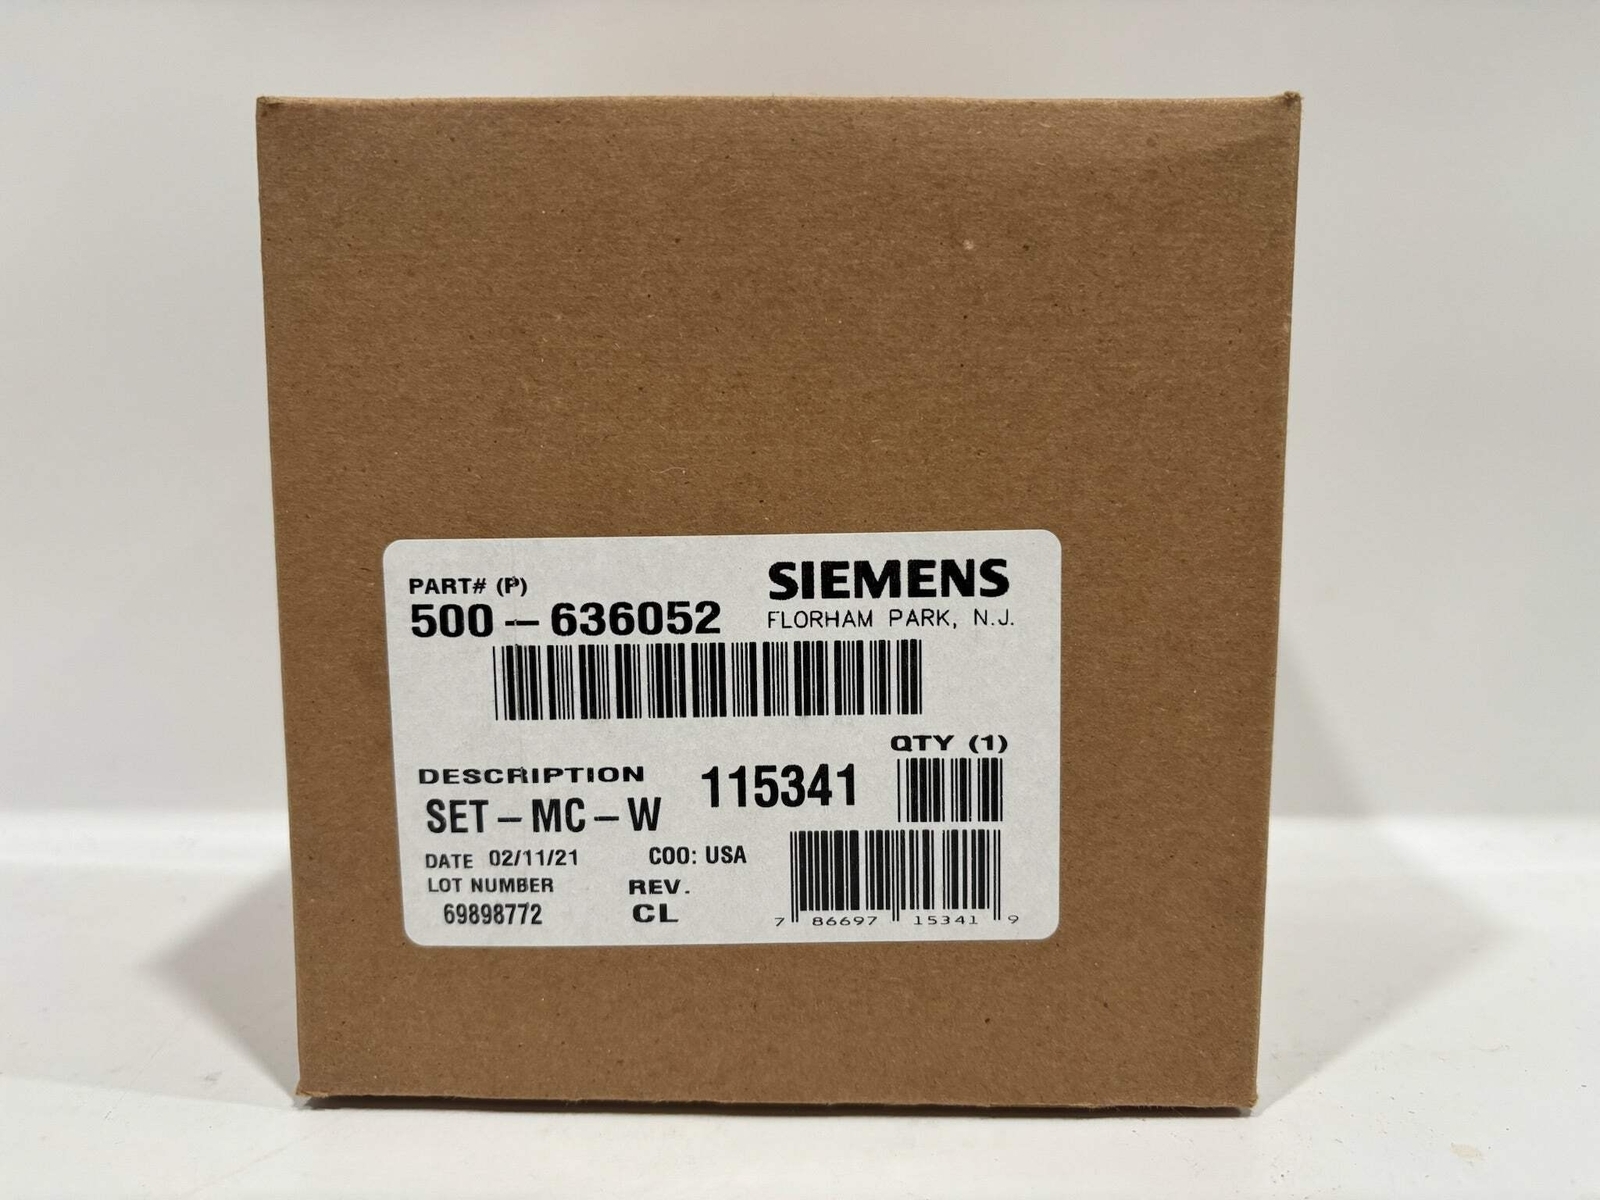 PART# (P)
500-636052
SIEMENS
FLORHAM PARK, N.J.
QTY (1)
DESCRIPTION
115341
SET-MC-W
DATE 02/11/21
COO: USA
LOT NUMBER
REV.
69898772
CL
7 86697 15341 9